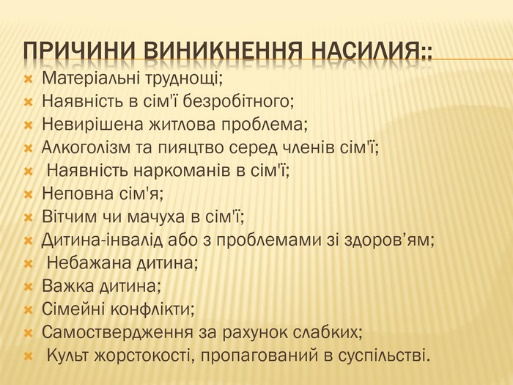 ПРИЧИНИ ВИНИКНЕННЯ НАСИЛИЯ::
Матеріальні труднощі;
Наявність в сім'ї безробітного;
Невирішена житлова проблема;
Алкоголізм та пияцтво серед членів сім'ї;
Наявність наркоманів в сім'ї;
Неповна сім'я;
Вітчим чи мачуха в сім'ї;
Дитина-інвалід або з проблемами зі здоров’ям;
Небажана дитина;
Важка дитина;
Сімейні конфлікти;
Самоствердження за рахунок слабких;
Культ жорстокості, пропагований в суспільстві.